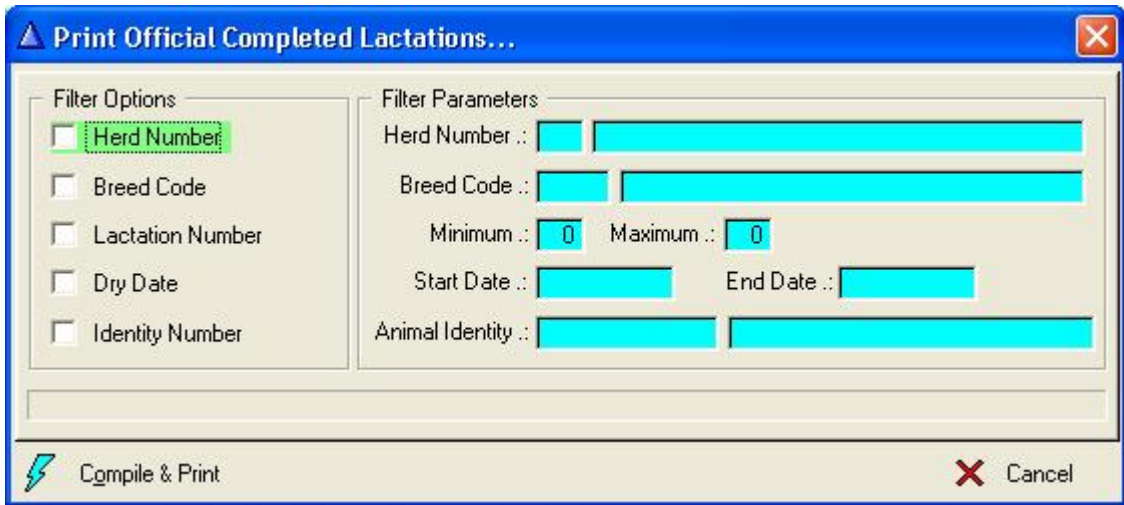 Print Official Completed Lactations...
Filter Options
Herd Number
Breed Code
Lactation Number
Dry Date
Identity Number
Filter Parameters
Herd Number .:
Breed Code .:
Minimum .: 0 Maximum .: 0
Start Date .: End Date .:
Animal Identity .:
Compile & Print Cancel